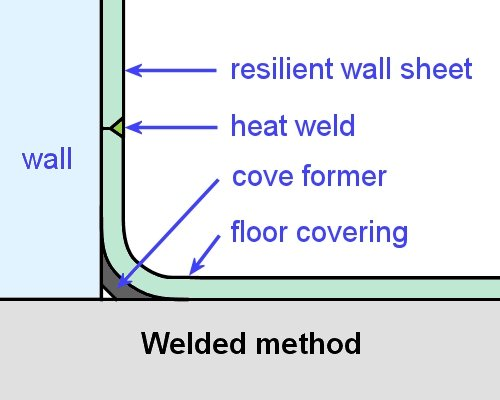 resilient wall sheet
heat weld
wall
cove former
floor covering
Welded method